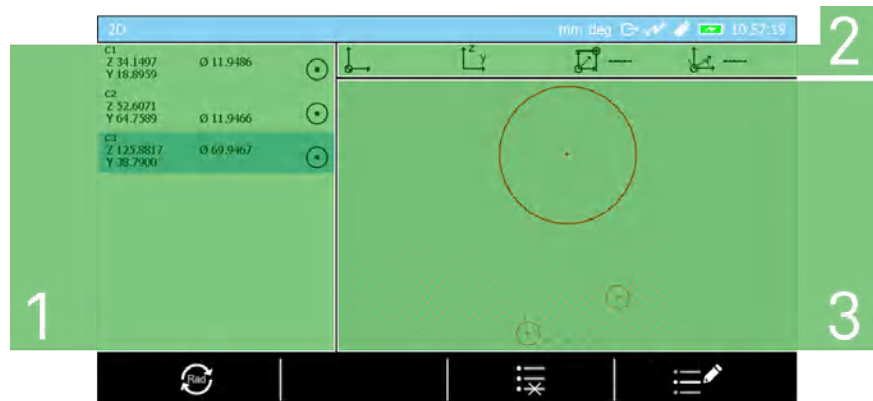 2D
mm deg 10:57:19
2
C1
Z 34.1497 Ø 11.9486
Y 18.8959
z
y
----
----
C2
Z 52.6071
Y 64.7589 Ø 11.9466
C3
Z 125.8817 Ø 69.9467
Y 38.7900
1
3
Rad